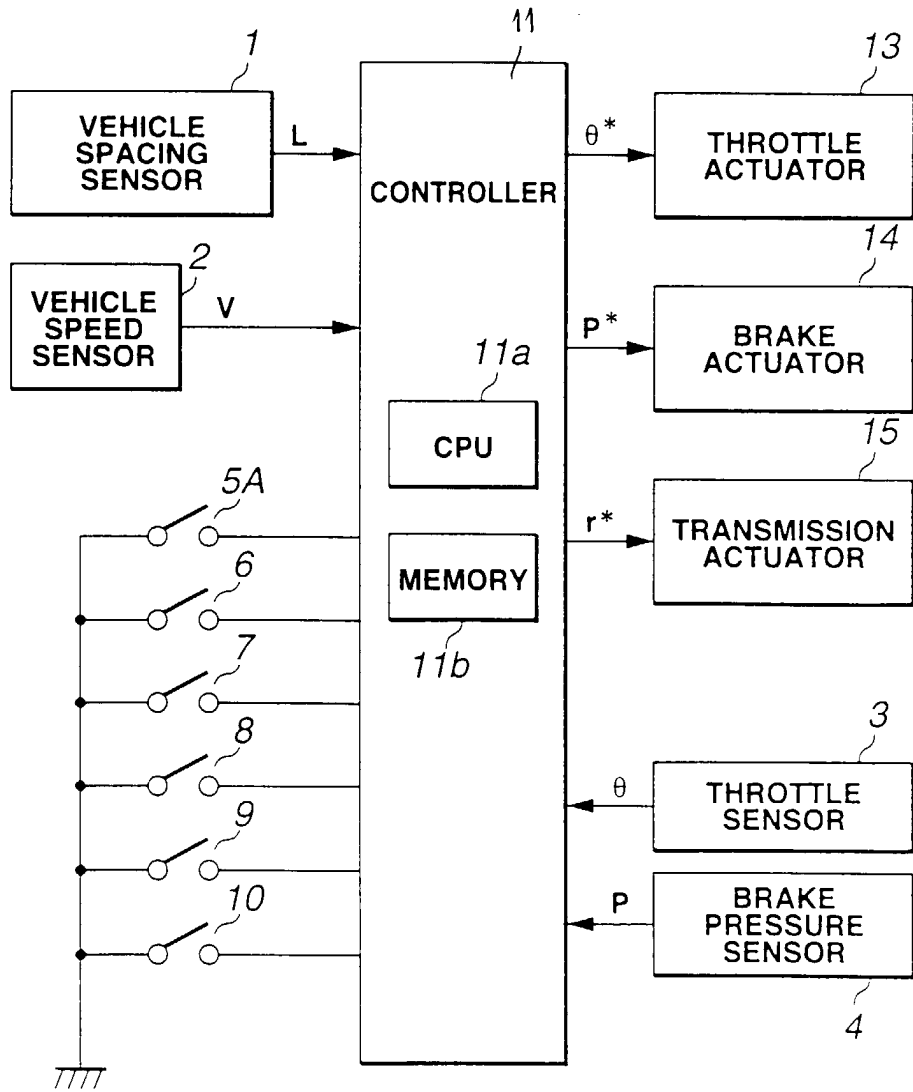 11
1
VEHICLE
SPACING
SENSOR
L
CONTROLLER
θ*
13
THROTTLE
ACTUATOR
2
VEHICLE
SPEED
SENSOR
V
P*
14
BRAKE
ACTUATOR
11a
CPU
r*
15
TRANSMISSION
ACTUATOR
MEMORY
11b
5A
6
7
8
9
10
θ
3
THROTTLE
SENSOR
P
BRAKE
PRESSURE
SENSOR
4